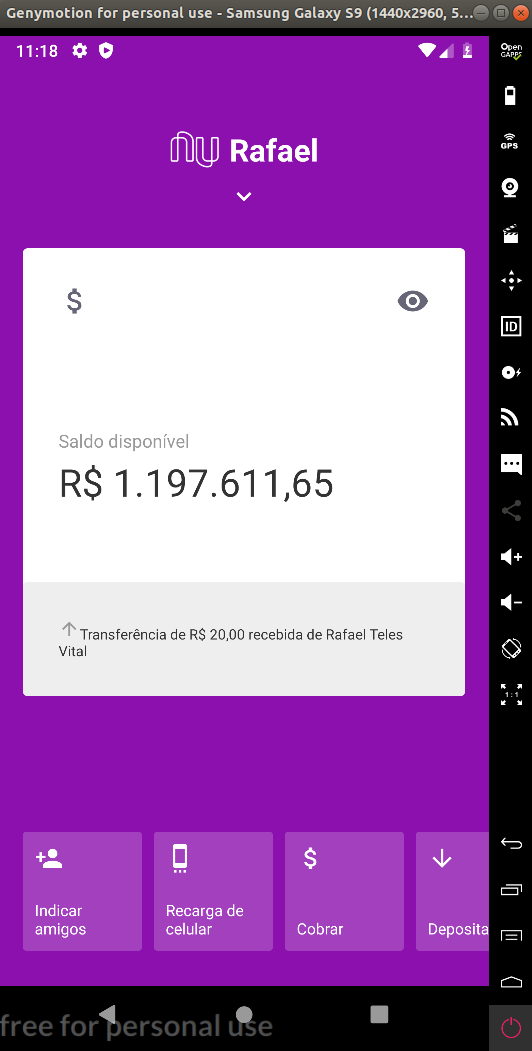 Genymotion for personal use - Samsung Galaxy S9 (1440x2960, 5...
11:18
Open
GAPPS
GPS
nu Rafael
$
ID
Saldo disponível
R$ 1.197.611,65
Transferência de R$ 20,00 recebida de Rafael Teles
Vital
1:1
$
Indicar
amigos
Recarga de
celular
Cobrar
Deposita
free for personal use